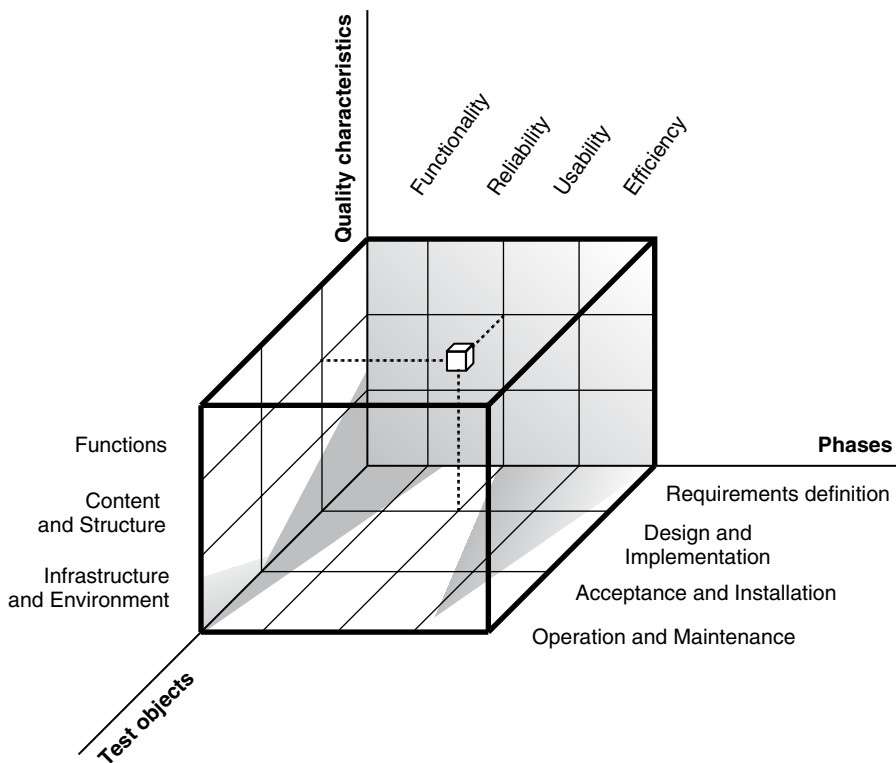 Quality characteristics
Functionality
Reliability
Usability
Efficiency
Functions
Content
and Structure
Infrastructure
and Environment
Phases
Requirements definition
Design and
Implementation
Acceptance and Installation
Operation and Maintenance
Test objects